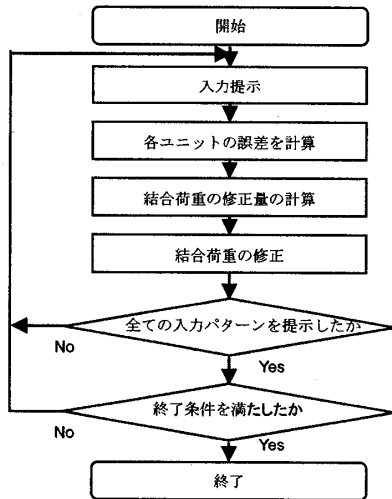 開始
入力提示
各ユニットの誤差を計算
結合荷重の修正量の計算
結合荷重の修正
全ての入力パターンを提示したか
No
Yes
終了条件を満たしたか
No
Yes
終了